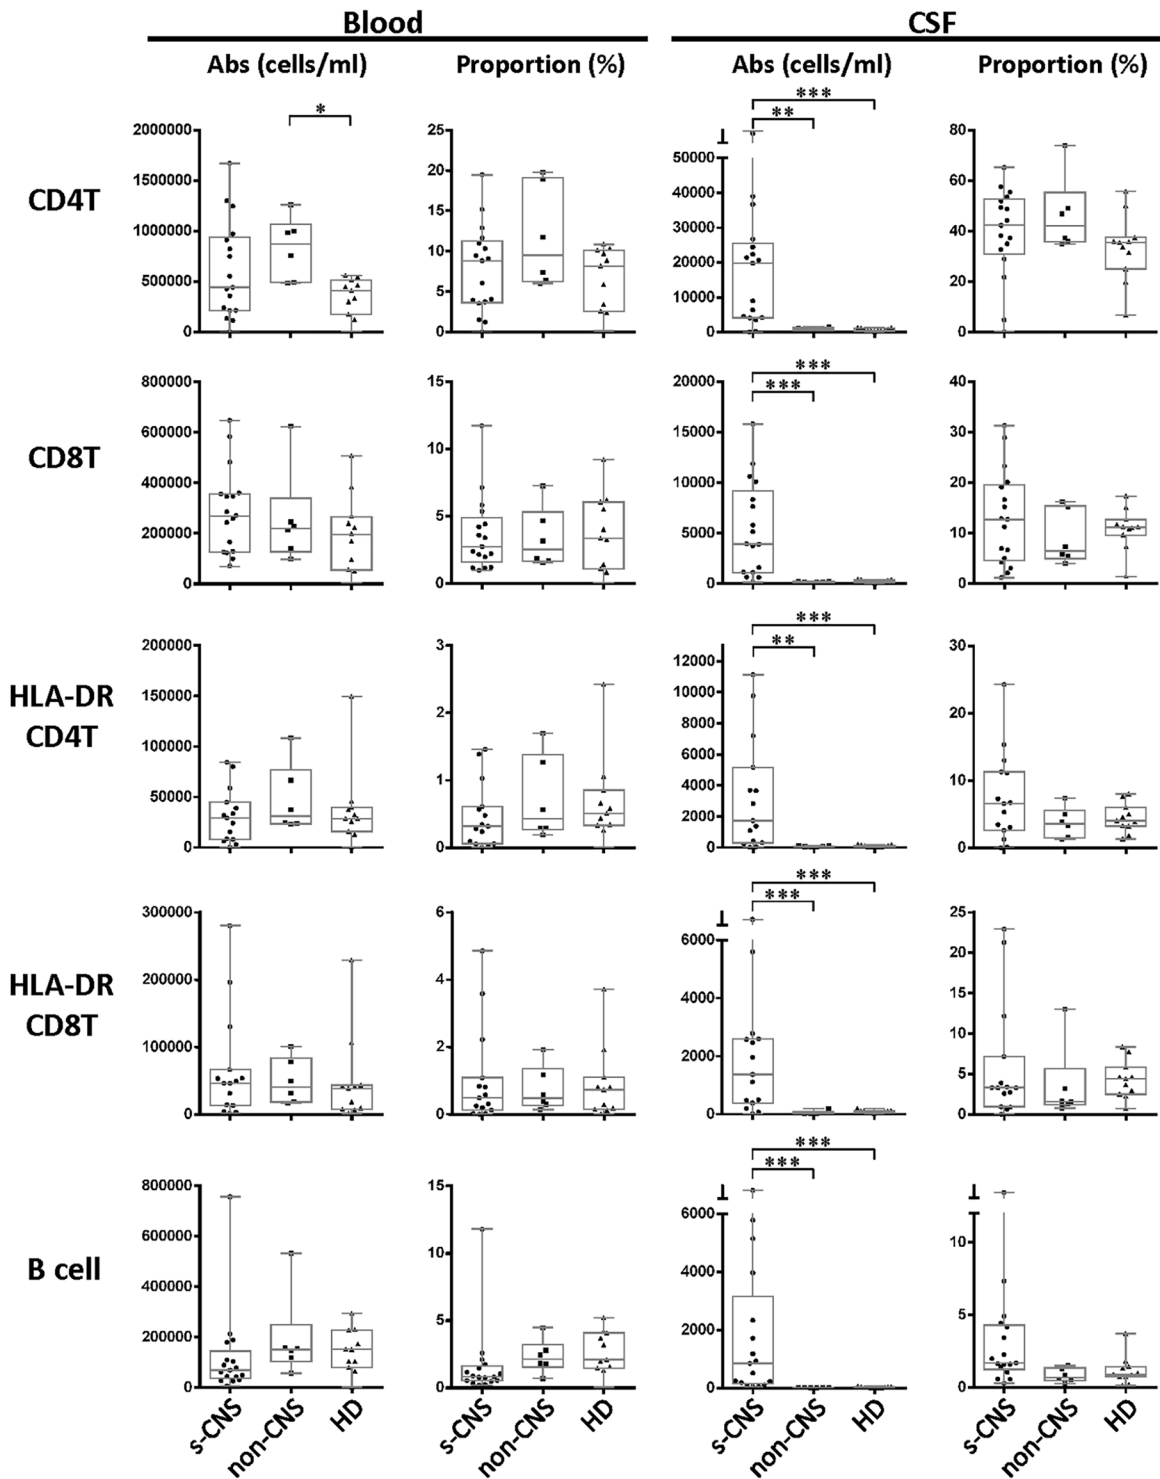 Blood CSF
Abs (cells/ml) Proportion (%) Abs (cells/ml) Proportion (%)
***
* **
CD4T
2000000 1500000 1000000 500000 0
25 20 15 10 5 0
50000 40000 30000 20000 10000 0
80 60 40 20 0
***
***
CD8T
800000 600000 400000 200000 0
15 10 5 0
20000 15000 10000 5000 0
40 30 20 10 0
***
**
HLA-DR
CD4T
200000 150000 100000 50000 0
3 2 1 0
12000 10000 8000 6000 4000 2000 0
30 20 10 0
***
***
HLA-DR
CD8T
300000 200000 100000 0
6 4 2 0
6000 4000 2000 0
25 20 15 10 5 0
***
***
B cell
800000 600000 400000 200000 0
15 10 5 0
6000 4000 2000 0
10 5 0
s-CNS non-CNS HD s-CNS non-CNS HD s-CNS non-CNS HD s-CNS non-CNS HD